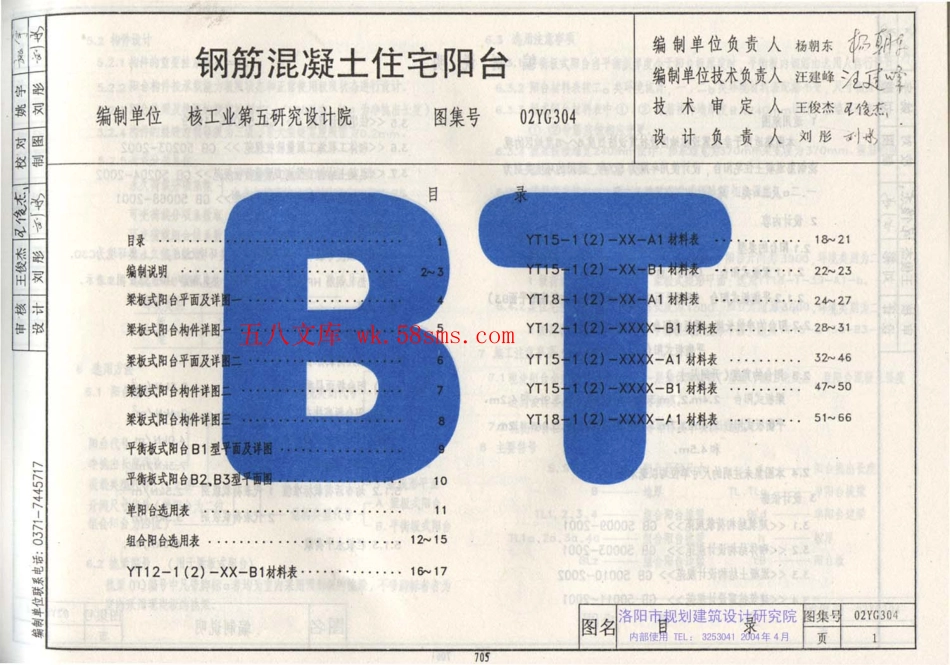 钢筋混凝土住宅阳台
编制单位 核工业第五研究设计院 图集号 02YG304
编制单位负责人 杨朝东
编制单位技术负责人 汪建峰
技术审定人 王俊杰
设计负责人 刘彤
目 录
目录 1
编制说明 2~3
梁板式阳台平面及详图一 4
梁板式阳台构件详图一 5
梁板式阳台平面及详图二 6
梁板式阳台构件详图二 7
梁板式阳台构件详图三 8
平衡板式阳台B1型平面及详图 9
平衡板式阳台B2、B3型平面图 10
单阳台选用表 11
组合阳台选用表 12~15
YT12-1(2)-XX-B1材料表 16~17
YT15-1(2)-XX-A1材料表 18~21
YT15-1(2)-XX-B1材料表 22~23
YT18-1(2)-XX-A1材料表 24~27
YT12-1(2)-XXXX-B1材料表 28~31
YT15-1(2)-XXXX-A1材料表 32~46
YT15-1(2)-XXXX-B1材料表 47~50
YT18-1(2)-XXXX-A1材料表 51~66
BT
五八文库 wk.58sms.com
审核 王俊杰 校对 姚宇
设计 刘彤 制图 刘彤
编制单位联系电话: 0371-7445717
图名 目 录
洛阳市规划建筑设计研究院
内部使用 TEL: 3253041 2004年4月
图集号 02YG304
页 1
705